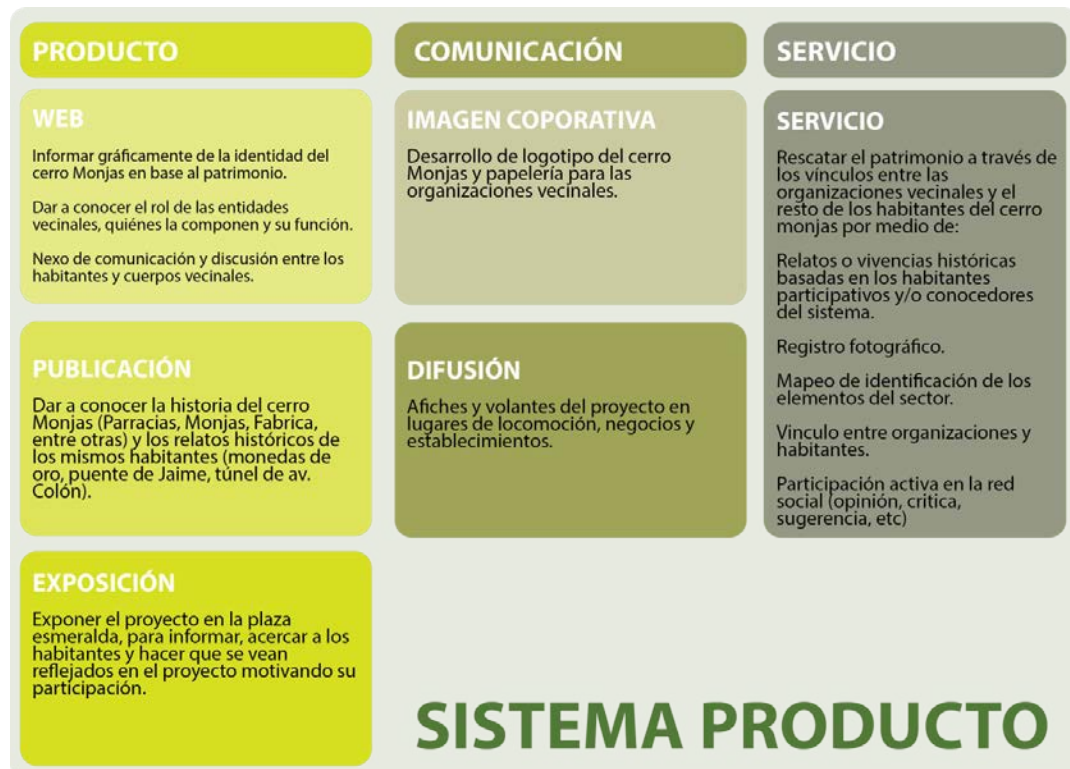 PRODUCTO
WEB
Informar gráficamente de la identidad del
cerro Monjas en base al patrimonio.
Dar a conocer el rol de las entidades
vecinales, quiénes la componen y su función.
Nexo de comunicación y discusión entre los
habitantes y cuerpos vecinales.
PUBLICACIÓN
Dar a conocer la historia del cerro
Monjas (Parracias, Monjas, Fabrica,
entre otras) y los relatos históricos de
los mismos habitantes (monedas de
oro, puente de Jaime, túnel de av.
Colón).
EXPOSICIÓN
Exponer el proyecto en la plaza
esmeralda, para informar, acercar a los
habitantes y hacer que se vean
reflejados en el proyecto motivando su
participación.
COMUNICACIÓN
IMAGEN COPORATIVA
Desarrollo de logotipo del cerro
Monjas y papelería para las
organizaciones vecinales.
DIFUSIÓN
Afiches y volantes del proyecto en
lugares de locomoción, negocios y
establecimientos.
SERVICIO
SERVICIO
Rescatar el patrimonio a través de
los vínculos entre las
organizaciones vecinales y el
resto de los habitantes del cerro
monjas por medio de:
Relatos o vivencias históricas
basadas en los habitantes
participativos y/o conocedores
del sistema.
Registro fotográfico.
Mapeo de identificación de los
elementos del sector.
Vinculo entre organizaciones y
habitantes.
Participación activa en la red
social (opinión, critica,
sugerencia, etc)
SISTEMA PRODUCTO